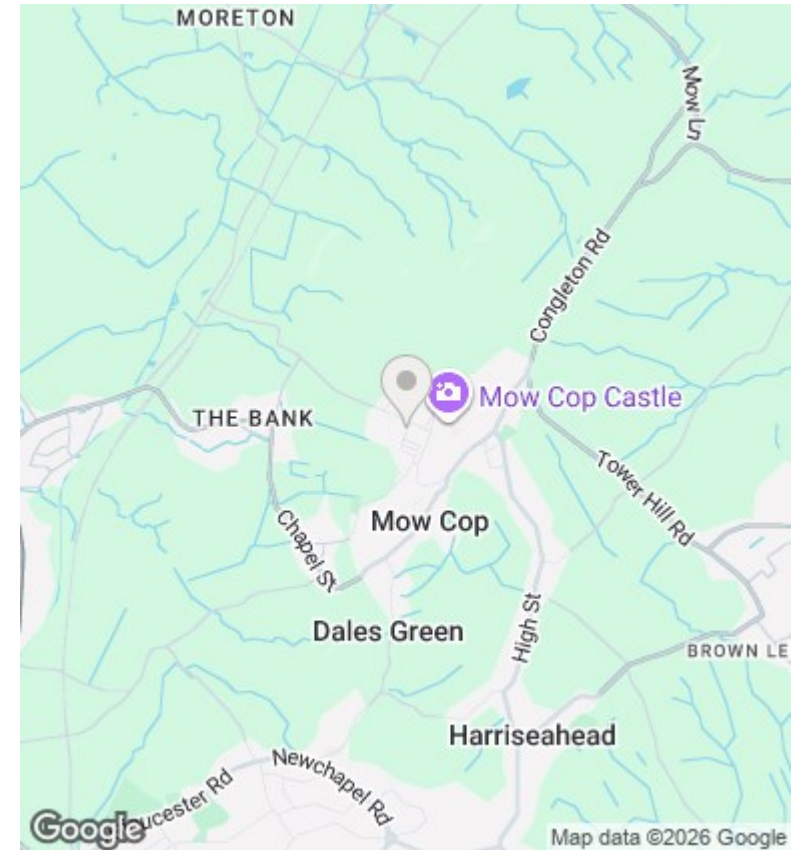 MORETON
Mow Ln
Congleton Rd
Mow Cop Castle
THE BANK
Tower Hill Rd
Mow Cop
Chapel St
Dales Green
High St
BROWN LE
Harriseahead
Newchapel Rd
oucester Rd
Google
Map data ©2026 Google